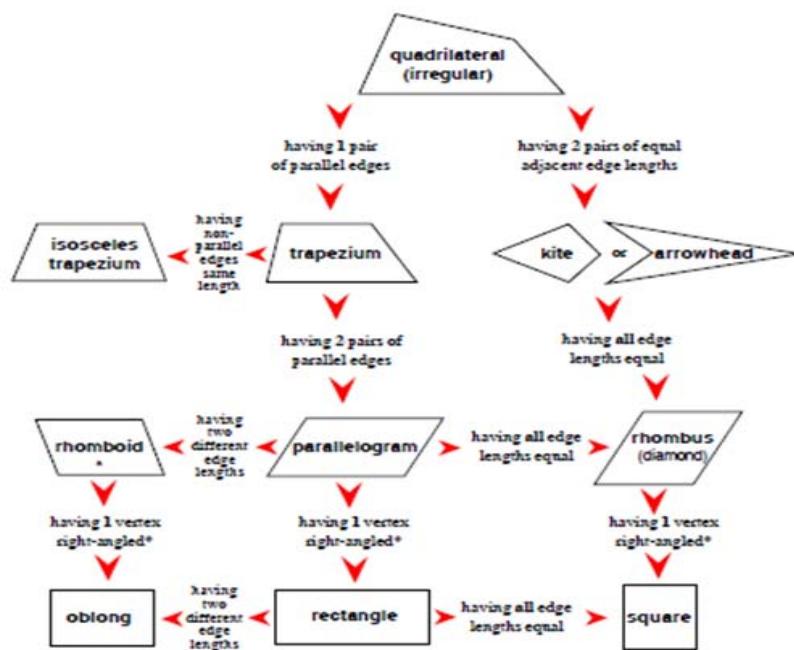 quadrilateral
(irregular)
having 1 pair
of parallel edges
having 2 pairs of equal
adjacent edge lengths
isosceles
trapezium
having
non-
parallel
edges
same
length
trapezium
kite
or
arrowhead
having 2 pairs of
parallel edges
having all edge
lengths equal
rhomboid
*
having
two
different
edge
lengths
parallelogram
having all edge
lengths equal
rhombus
(diamond)
having 1 vertex
right-angled*
having 1 vertex
right-angled*
having 1 vertex
right-angled*
oblong
having
two
different
edge
lengths
rectangle
having all edge
lengths equal
square